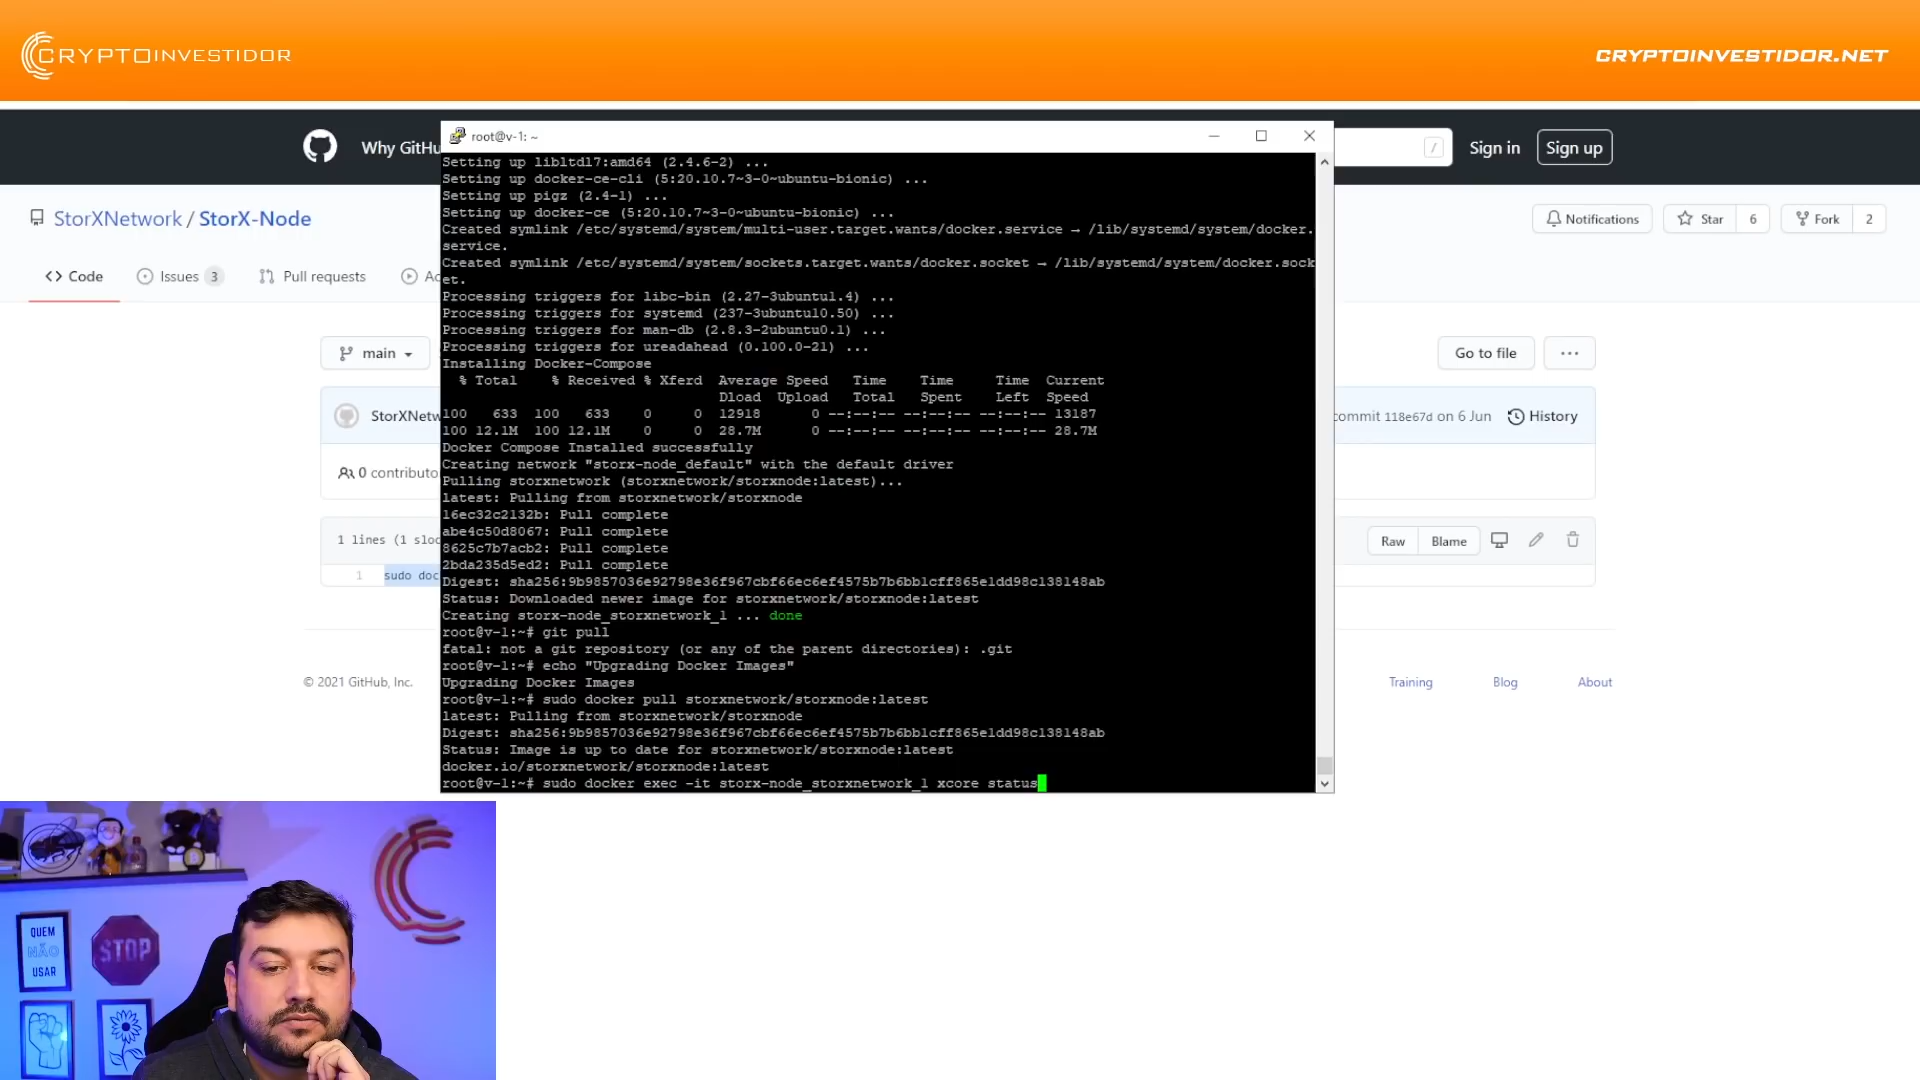 CRYPTOINVESTIDOR
CRYPTOINVESTIDOR.NET
Why GitHu
/
Sign in
Sign up
StorXNetwork / StorX-Node
Notifications
Star 6
Fork 2
Code
Issues 3
Pull requests
Ac
main
Go to file
...
StorXNetw
commit 118e67d on 6 Jun
History
0 contributo
1 lines (1 sloc
Raw
Blame
1 sudo doc
© 2021 GitHub, Inc.
Training
Blog
About
root@v-1: ~
Setting up libltdl7:amd64 (2.4.6-2) ...
Setting up docker-ce-cli (5:20.10.7~3-0~ubuntu-bionic) ...
Setting up pigz (2.4-1) ...
Setting up docker-ce (5:20.10.7~3-0~ubuntu-bionic) ...
Created symlink /etc/systemd/system/multi-user.target.wants/docker.service → /lib/systemd/system/docker.
service.
Created symlink /etc/systemd/system/sockets.target.wants/docker.socket → /lib/systemd/system/docker.sock
et.
Processing triggers for libc-bin (2.27-3ubuntu1.4) ...
Processing triggers for systemd (237-3ubuntu10.50) ...
Processing triggers for man-db (2.8.3-2ubuntu0.1) ...
Processing triggers for ureadahead (0.100.0-21) ...
Installing Docker-Compose
% Total % Received % Xferd Average Speed Time Time Time Current
Dload Upload Total Spent Left Speed
100 633 100 633 0 0 12918 0 --:--:-- --:--:-- --:--:-- 13187
100 12.1M 100 12.1M 0 0 28.7M 0 --:--:-- --:--:-- --:--:-- 28.7M
Docker Compose Installed successfully
Creating network "storx-node_default" with the default driver
Pulling storxnetwork (storxnetwork/storxnode:latest)...
latest: Pulling from storxnetwork/storxnode
16ec32c2132b: Pull complete
abe4c50d8067: Pull complete
8625c7b7acb2: Pull complete
2bda235d5ed2: Pull complete
Digest: sha256:9b9857036e92798e36f967cbf66ec6ef4575b7b6bb1cff865e1dd98c138148ab
Status: Downloaded newer image for storxnetwork/storxnode:latest
Creating storx-node_storxnetwork_1 ... done
root@v-1:~# git pull
fatal: not a git repository (or any of the parent directories): .git
root@v-1:~# echo "Upgrading Docker Images"
Upgrading Docker Images
root@v-1:~# sudo docker pull storxnetwork/storxnode:latest
latest: Pulling from storxnetwork/storxnode
Digest: sha256:9b9857036e92798e36f967cbf66ec6ef4575b7b6bb1cff865e1dd98c138148ab
Status: Image is up to date for storxnetwork/storxnode:latest
docker.io/storxnetwork/storxnode:latest
root@v-1:~# sudo docker exec -it storx-node_storxnetwork_1 xcore status
QUEM
NÃO
USAR
STOP